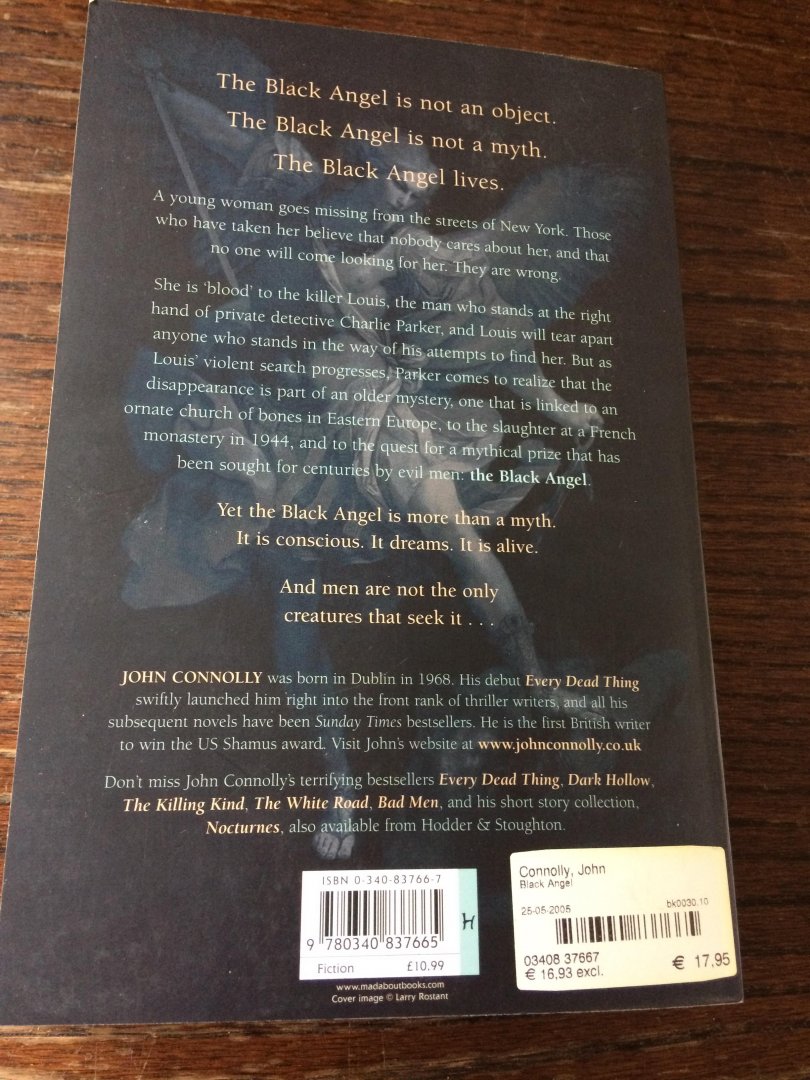 The Black Angel is not an object.
The Black Angel is not a myth.
The Black Angel lives.
A young woman goes missing from the streets of New York. Those
who have taken her believe that nobody cares about her, and that
no one will come looking for her. They are wrong.
She is ‘blood’ to the killer Louis, the man who stands at the right
hand of private detective Charlie Parker, and Louis will tear apart
anyone who stands in the way of his attempts to find her. But as
Louis’ violent search progresses, Parker comes to realize that the
disappearance is part of an older mystery, one that is linked to an
ornate church of bones in Eastern Europe, to the slaughter at a French
monastery in 1944, and to the quest for a mythical prize that has
been sought for centuries by evil men: the Black Angel.
Yet the Black Angel is more than a myth.
It is conscious. It dreams. It is alive.
And men are not the only
creatures that seek it . . .
JOHN CONNOLLY was born in Dublin in 1968. His debut Every Dead Thing
swiftly launched him right into the front rank of thriller writers, and all his
subsequent novels have been Sunday Times bestsellers. He is the first British writer
to win the US Shamus award. Visit John’s website at www.johnconnolly.co.uk
Don’t miss John Connolly’s terrifying bestsellers Every Dead Thing, Dark Hollow,
The Killing Kind, The White Road, Bad Men, and his short story collection,
Nocturnes, also available from Hodder & Stoughton.
ISBN 0-340-83766-7
9 780340 837665
H
Fiction £10.99
www.madaboutbooks.com
Cover image © Larry Rostant
Connolly, John
Black Angel
25-05-2005 bk0030.10
03408 37667
€ 16,93 excl. € 17,95